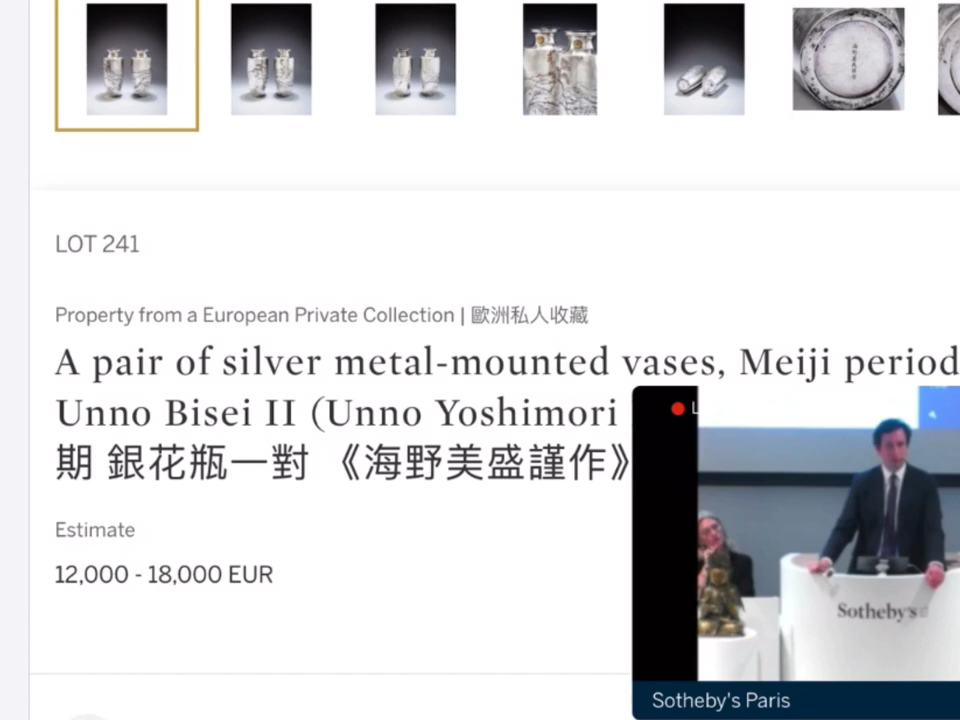 LOT 241
Property from a European Private Collection | 歐洲私人收藏
A pair of silver metal-mounted vases, Meiji period
Unno Bisei II (Unno Yoshimori
期 銀花瓶一對 《海野美盛謹作》
Estimate
12,000 - 18,000 EUR
Sotheby's
Sotheby's Paris